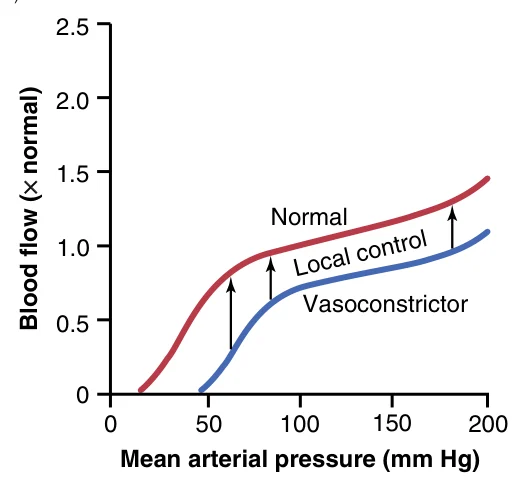 2.5
2.0
1.5
1.0
0.5
0
Blood flow (× normal)
Normal
Local control
Vasoconstrictor
0 50 100 150 200
Mean arterial pressure (mm Hg)